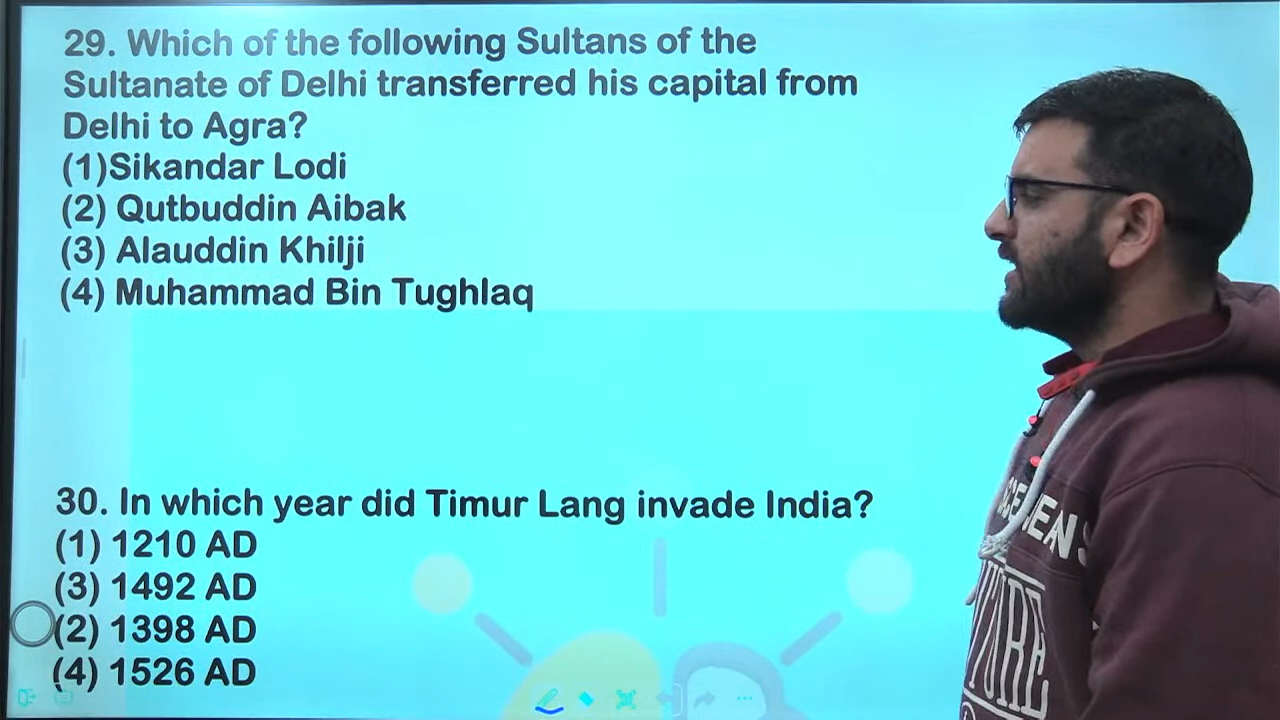 29. Which of the following Sultans of the
Sultanate of Delhi transferred his capital from
Delhi to Agra?
(1)Sikandar Lodi
(2) Qutbuddin Aibak
(3) Alauddin Khilji
(4) Muhammad Bin Tughlaq
30. In which year did Timur Lang invade India?
(1) 1210 AD
(3) 1492 AD
(2) 1398 AD
(4) 1526 AD